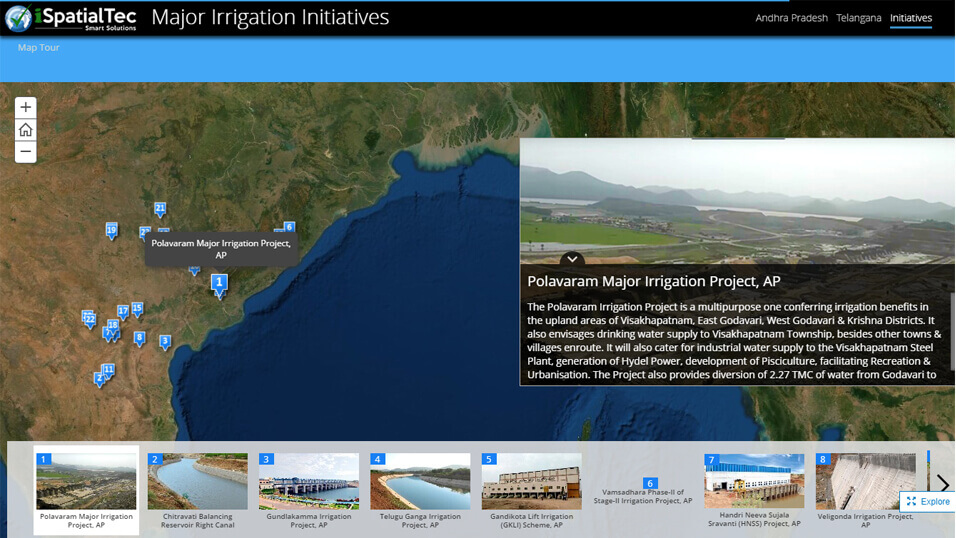 iSpatialTec
Smart Solutions
Major Irrigation Initiatives
Andhra Pradesh Telangana Initiatives
Map Tour
21
19
6
Polavaram Major Irrigation Project,
AP
1
17
15
22
18
8
3
11
Polavaram Major Irrigation Project, AP
The Polavaram Irrigation Project is a multipurpose one conferring irrigation benefits in
the upland areas of Visakhapatnam, East Godavari, West Godavari & Krishna Districts. It
also envisages drinking water supply to Visakhapatnam Township, besides other towns &
villages enroute. It will also cater for industrial water supply to the Visakhapatnam Steel
Plant, generation of Hydel Power, development of Pisciculture, facilitating Recreation &
Urbanisation. The Project also provides diversion of 2.27 TMC of water from Godavari to
1
Polavaram Major Irrigation
Project, AP
2
Chitravati Balancing
Reservoir Right Canal
3
Gundlakamma Irrigation
Project, AP
4
Telugu Ganga Irrigation
Project, AP
5
Gandikota Lift Irrigation
(GKLI) Scheme, AP
6
Vamsadhara Phase-II of
Stage-II Irrigation Project, AP
7
Handri Neeva Sujala
Sravanti (HNSS) Project, AP
8
Veligonda Irrigation Project,
AP
Explore